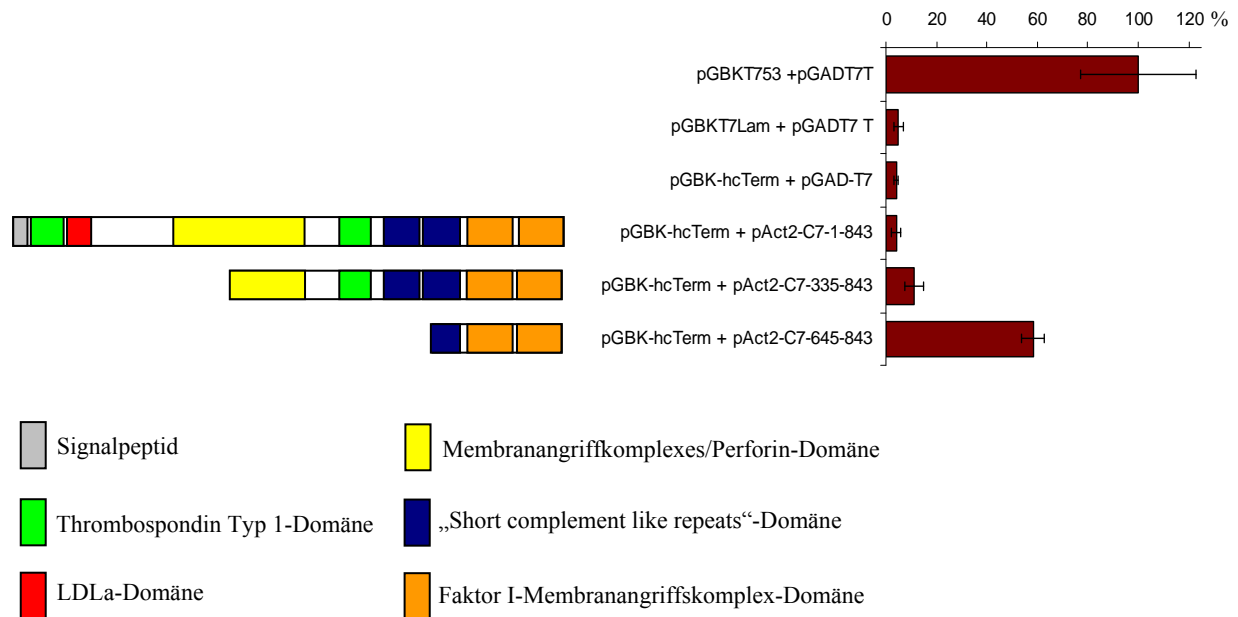 0 20 40 60 80 100 120 %
pGBKT753 +pGADT7T
pGBKT7Lam + pGADT7 T
pGBK-hcTerm + pGAD-T7
pGBK-hcTerm + pAct2-C7-1-843
pGBK-hcTerm + pAct2-C7-335-843
pGBK-hcTerm + pAct2-C7-645-843
Signalpeptid
Membranangriffkomplexes/Perforin-Domäne
Thrombospondin Typ 1-Domäne
„Short complement like repeats“-Domäne
LDLa-Domäne
Faktor I-Membranangriffskomplex-Domäne